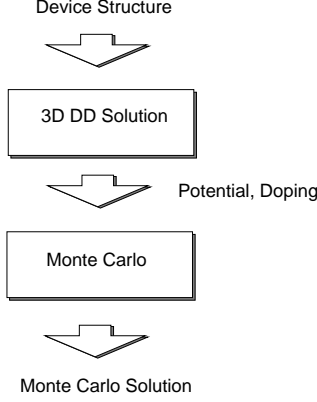 Device Structure
3D DD Solution
Potential, Doping
Monte Carlo
Monte Carlo Solution